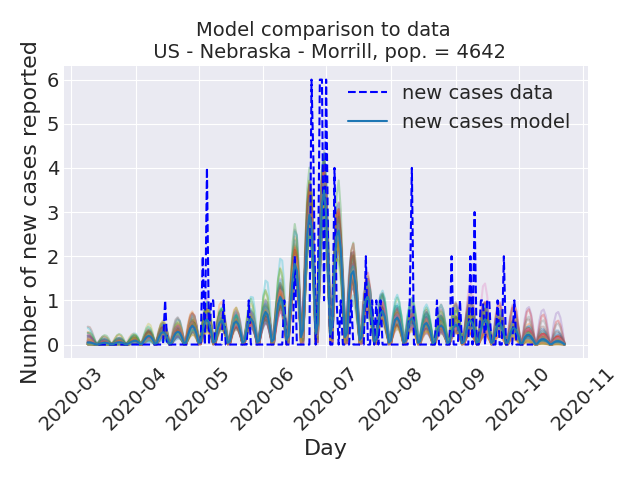 Model comparison to data
US - Nebraska - Morrill, pop. = 4642
Number of new cases reported
6
5
4
3
2
1
0
new cases data
new cases model
2020-03
2020-04
2020-05
2020-06
2020-07
2020-08
2020-09
2020-10
2020-11
Day